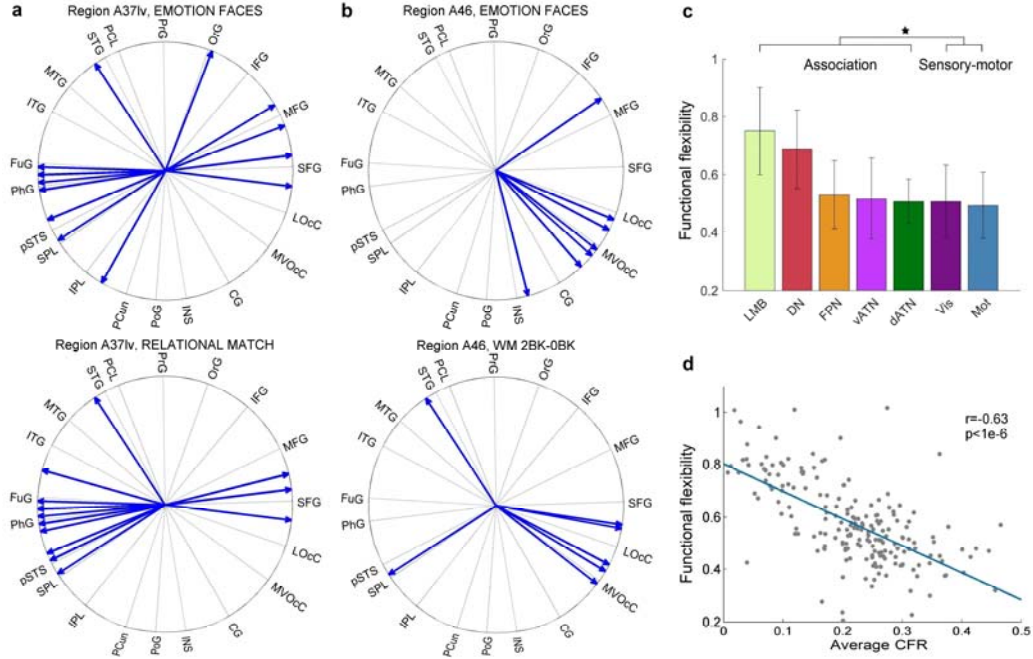 a
Region A37lv, EMOTION FACES
PrG
OrG
IFG
MFG
SFG
LOcC
MVOcC
CG
INS
PoG
PCun
IPL
SPL
pSTS
PhG
FuG
ITG
MTG
STG
PCL
Region A37lv, RELATIONAL MATCH
PrG
OrG
IFG
MFG
SFG
LOcC
MVOcC
CG
INS
PoG
PCun
IPL
SPL
pSTS
PhG
FuG
ITG
MTG
STG
PCL
b
Region A46, EMOTION FACES
PrG
OrG
IFG
MFG
SFG
LOcC
MVOcC
CG
INS
PoG
PCun
IPL
SPL
pSTS
PhG
FuG
ITG
MTG
STG
PCL
Region A46, WM 2BK-0BK
PrG
OrG
IFG
MFG
SFG
LOcC
MVOcC
CG
INS
PoG
PCun
IPL
SPL
pSTS
PhG
FuG
ITG
MTG
STG
PCL
c
★
Association Sensory-motor
Functional flexibility
1
0.8
0.6
0.4
0.2
LMB DN FPN vATN dATN Vis Mot
d
r=-0.63
p<1e-6
Functional flexibility
1
0.8
0.6
0.4
0.2
0 0.1 0.2 0.3 0.4 0.5
Average CFR